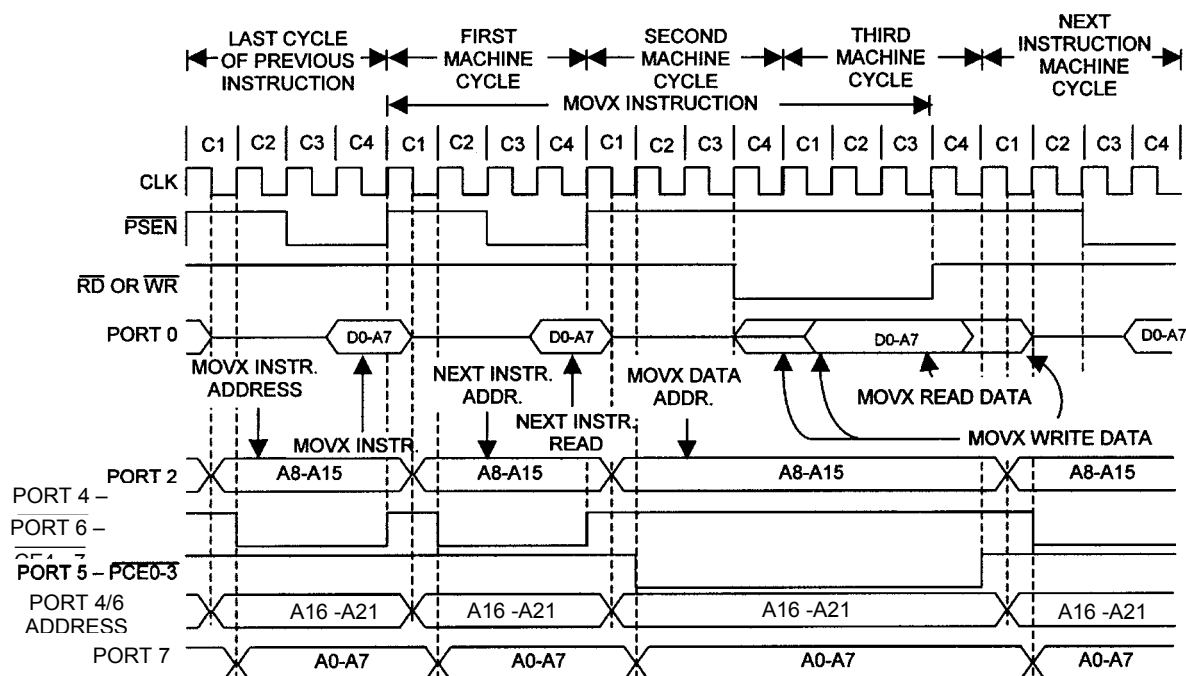 LAST CYCLE
OF PREVIOUS
INSTRUCTION
FIRST
MACHINE
CYCLE
SECOND
MACHINE
CYCLE
THIRD
MACHINE
CYCLE
NEXT
INSTRUCTION
MACHINE
CYCLE
MOVX INSTRUCTION
C1 C2 C3 C4 C1 C2 C3 C4 C1 C2 C3 C4 C1 C2 C3 C4 C1 C2 C3 C4
CLK
PSEN
RD OR WR
PORT 0
D0-A7 D0-A7 D0-A7 D0-A7
MOVX INSTR.
ADDRESS
MOVX INSTR.
NEXT INSTR.
ADDR.
NEXT INSTR.
READ
MOVX DATA
ADDR.
MOVX READ DATA
MOVX WRITE DATA
PORT 2
A8-A15 A8-A15 A8-A15 A8-A15
PORT 4 –
PORT 6 –
PORT 5 – PCE0-3
PORT 4/6
ADDRESS
A16 -A21 A16 -A21 A16 -A21 A16 -A21
PORT 7
A0-A7 A0-A7 A0-A7 A0-A7